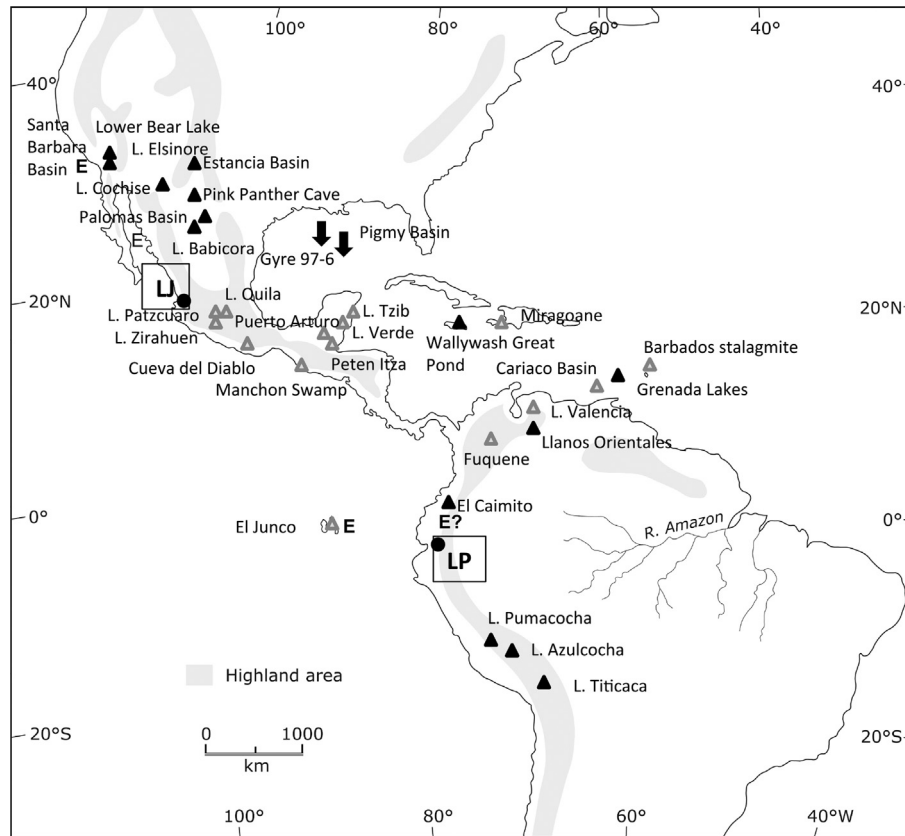 100°
80°
60°
40°
40°
40°
Santa
Barbara
Basin
Lower Bear Lake
L. Elsinore
Estancia Basin
E
L. Cochise
Pink Panther Cave
Palomas Basin
E
L. Babicora
Pigmy Basin
Gyre 97-6
LJ
L. Quila
20°N
20°N
L. Patzcuaro
Puerto Arturo
L. Tzib
Miragoane
L. Zirahuen
L. Verde
Wallywash Great
Pond
Cueva del Diablo
Peten Itza
Barbados stalagmite
Manchon Swamp
Cariaco Basin
Grenada Lakes
L. Valencia
Llanos Orientales
Fuquene
El Caimito
El Junco
E
E?
0°
0°
R. Amazon
LP
L. Pumacocha
L. Azulcocha
L. Titicaca
Highland area
0
1000
km
20°S
20°S
100°
80°
60°
40°W